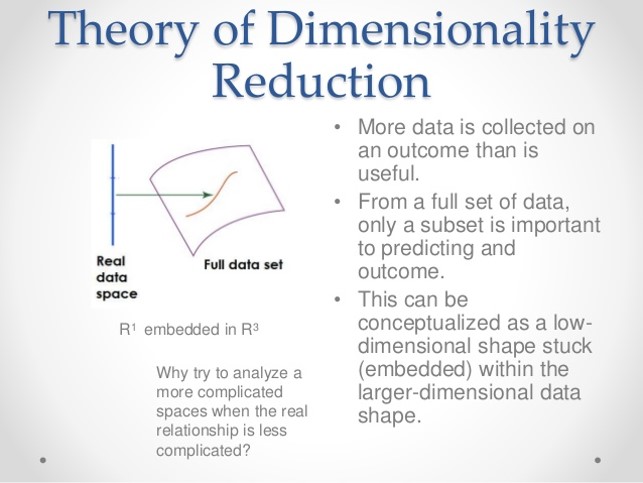 Theory of Dimensionality
Reduction
Real
data
space
Full data set
R¹ embedded in R³
Why try to analyze a
more complicated
spaces when the real
relationship is less
complicated?
• More data is collected on
an outcome than is
useful.
• From a full set of data,
only a subset is important
to predicting and
outcome.
• This can be
conceptualized as a low-
dimensional shape stuck
(embedded) within the
larger-dimensional data
shape.